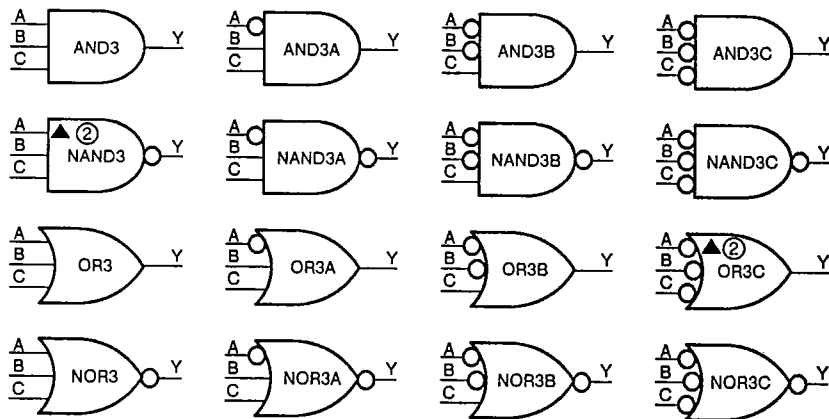 A B C AND3 Y
A B C AND3A Y
A B C AND3B Y
A B C AND3C Y
A B C ② NAND3 Y
A B C NAND3A Y
A B C NAND3B Y
A B C NAND3C Y
A B C OR3 Y
A B C OR3A Y
A B C OR3B Y
A B C ② OR3C Y
A B C NOR3 Y
A B C NOR3A Y
A B C NOR3B Y
A B C NOR3C Y